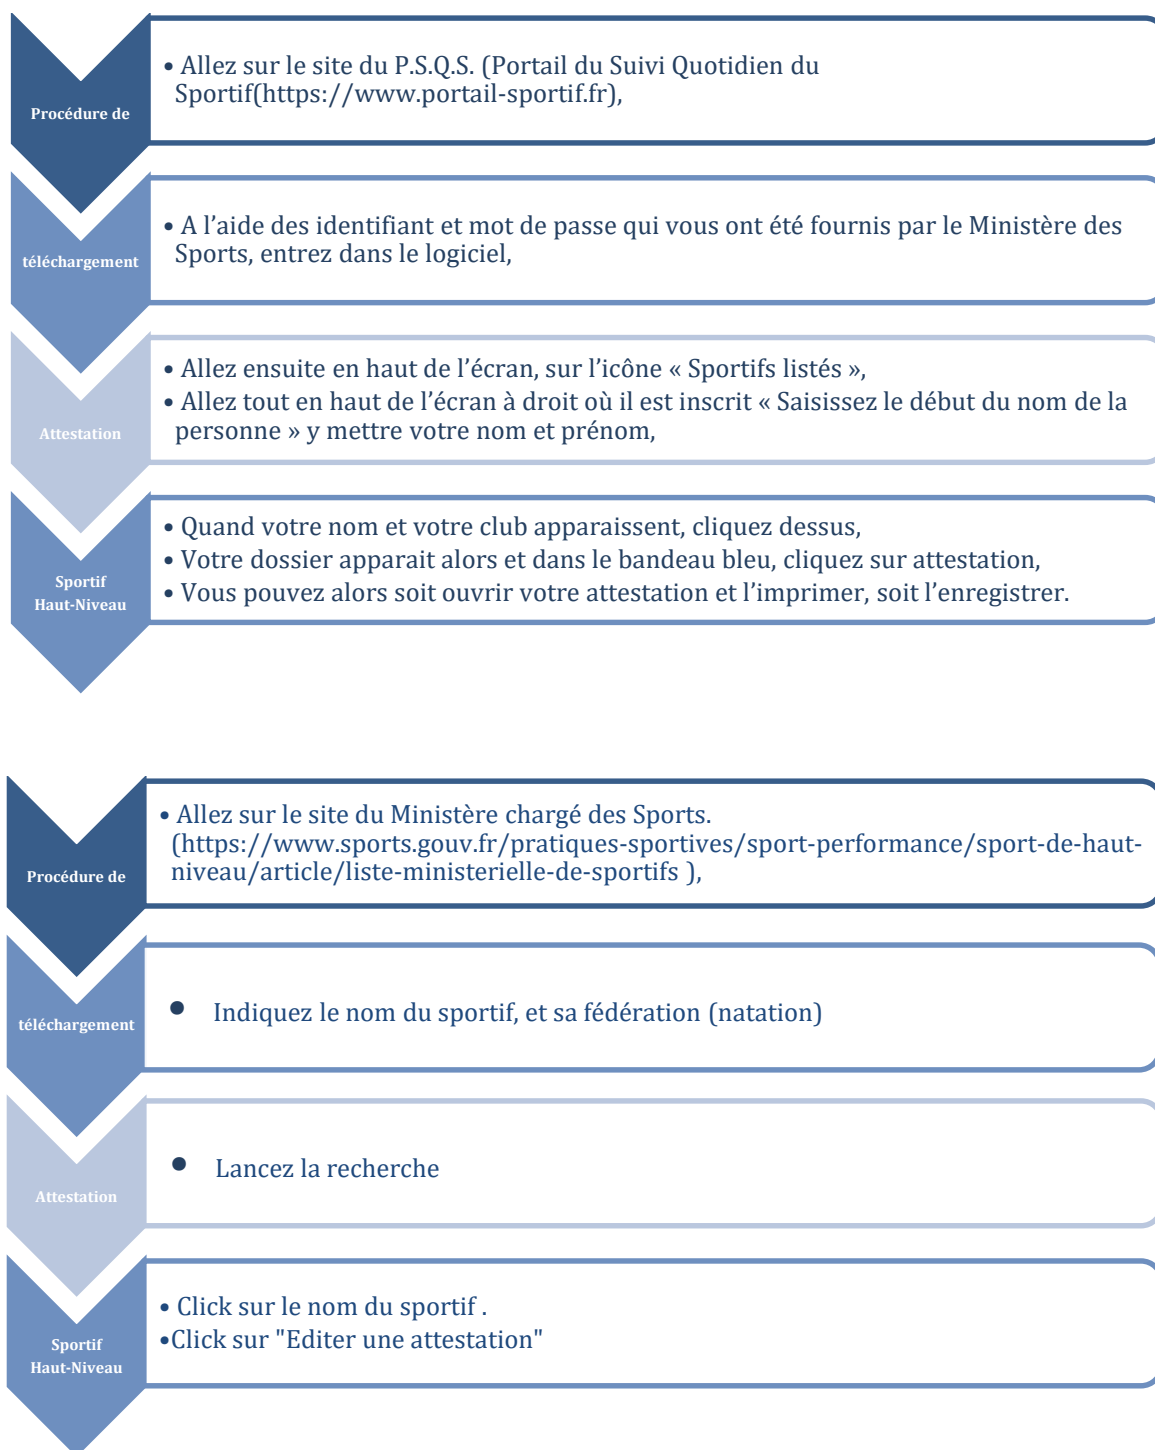 Procédure de
• Allez sur le site du P.S.Q.S. (Portail du Suivi Quotidien du
Sportif(https://www.portail-sportif.fr),
téléchargement
• A l’aide des identifiant et mot de passe qui vous ont été fournis par le Ministère des
Sports, entrez dans le logiciel,
Attestation
• Allez ensuite en haut de l’écran, sur l’icône « Sportifs listés »,
• Allez tout en haut de l’écran à droit où il est inscrit « Saisissez le début du nom de la
personne » y mettre votre nom et prénom,
Sportif
Haut-Niveau
• Quand votre nom et votre club apparaissent, cliquez dessus,
• Votre dossier apparait alors et dans le bandeau bleu, cliquez sur attestation,
• Vous pouvez alors soit ouvrir votre attestation et l’imprimer, soit l’enregistrer.
Procédure de
• Allez sur le site du Ministère chargé des Sports.
(https://www.sports.gouv.fr/pratiques-sportives/sport-performance/sport-de-haut-
niveau/article/liste-ministerielle-de-sportifs ),
téléchargement
• Indiquez le nom du sportif, et sa fédération (natation)
Attestation
• Lancez la recherche
Sportif
Haut-Niveau
• Click sur le nom du sportif .
•Click sur "Editer une attestation"